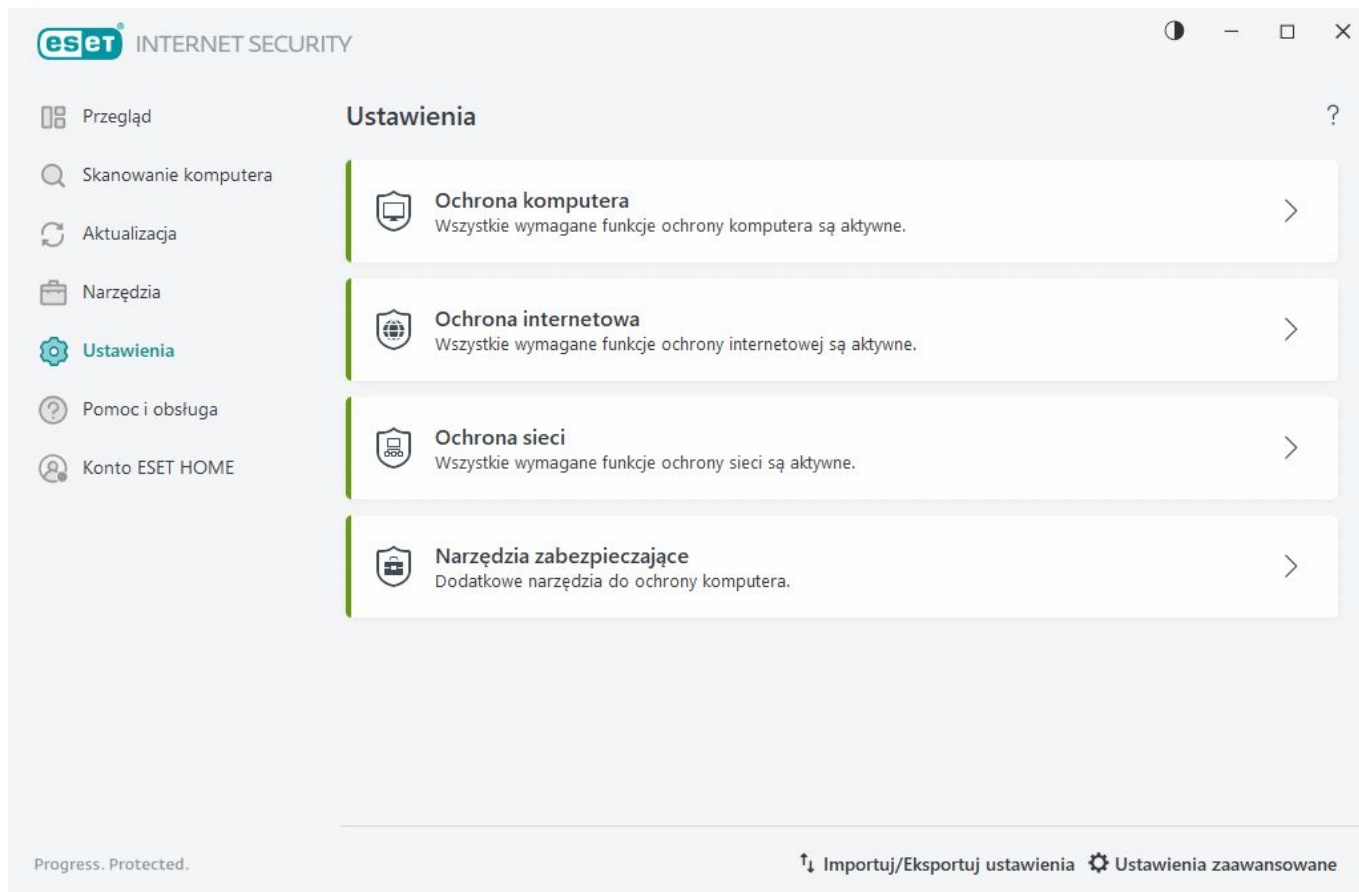 eset® INTERNET SECURITY
Przegląd
Skanowanie komputera
Aktualizacja
Narzędzia
Ustawienia
Pomoc i obsługa
Konto ESET HOME
Ustawienia
?
Ochrona komputera
Wszystkie wymagane funkcje ochrony komputera są aktywne.
Ochrona internetowa
Wszystkie wymagane funkcje ochrony internetowej są aktywne.
Ochrona sieci
Wszystkie wymagane funkcje ochrony sieci są aktywne.
Narzędzia zabezpieczające
Dodatkowe narzędzia do ochrony komputera.
Progress. Protected.
Importuj/Eksportuj ustawienia Ustawienia zaawansowane